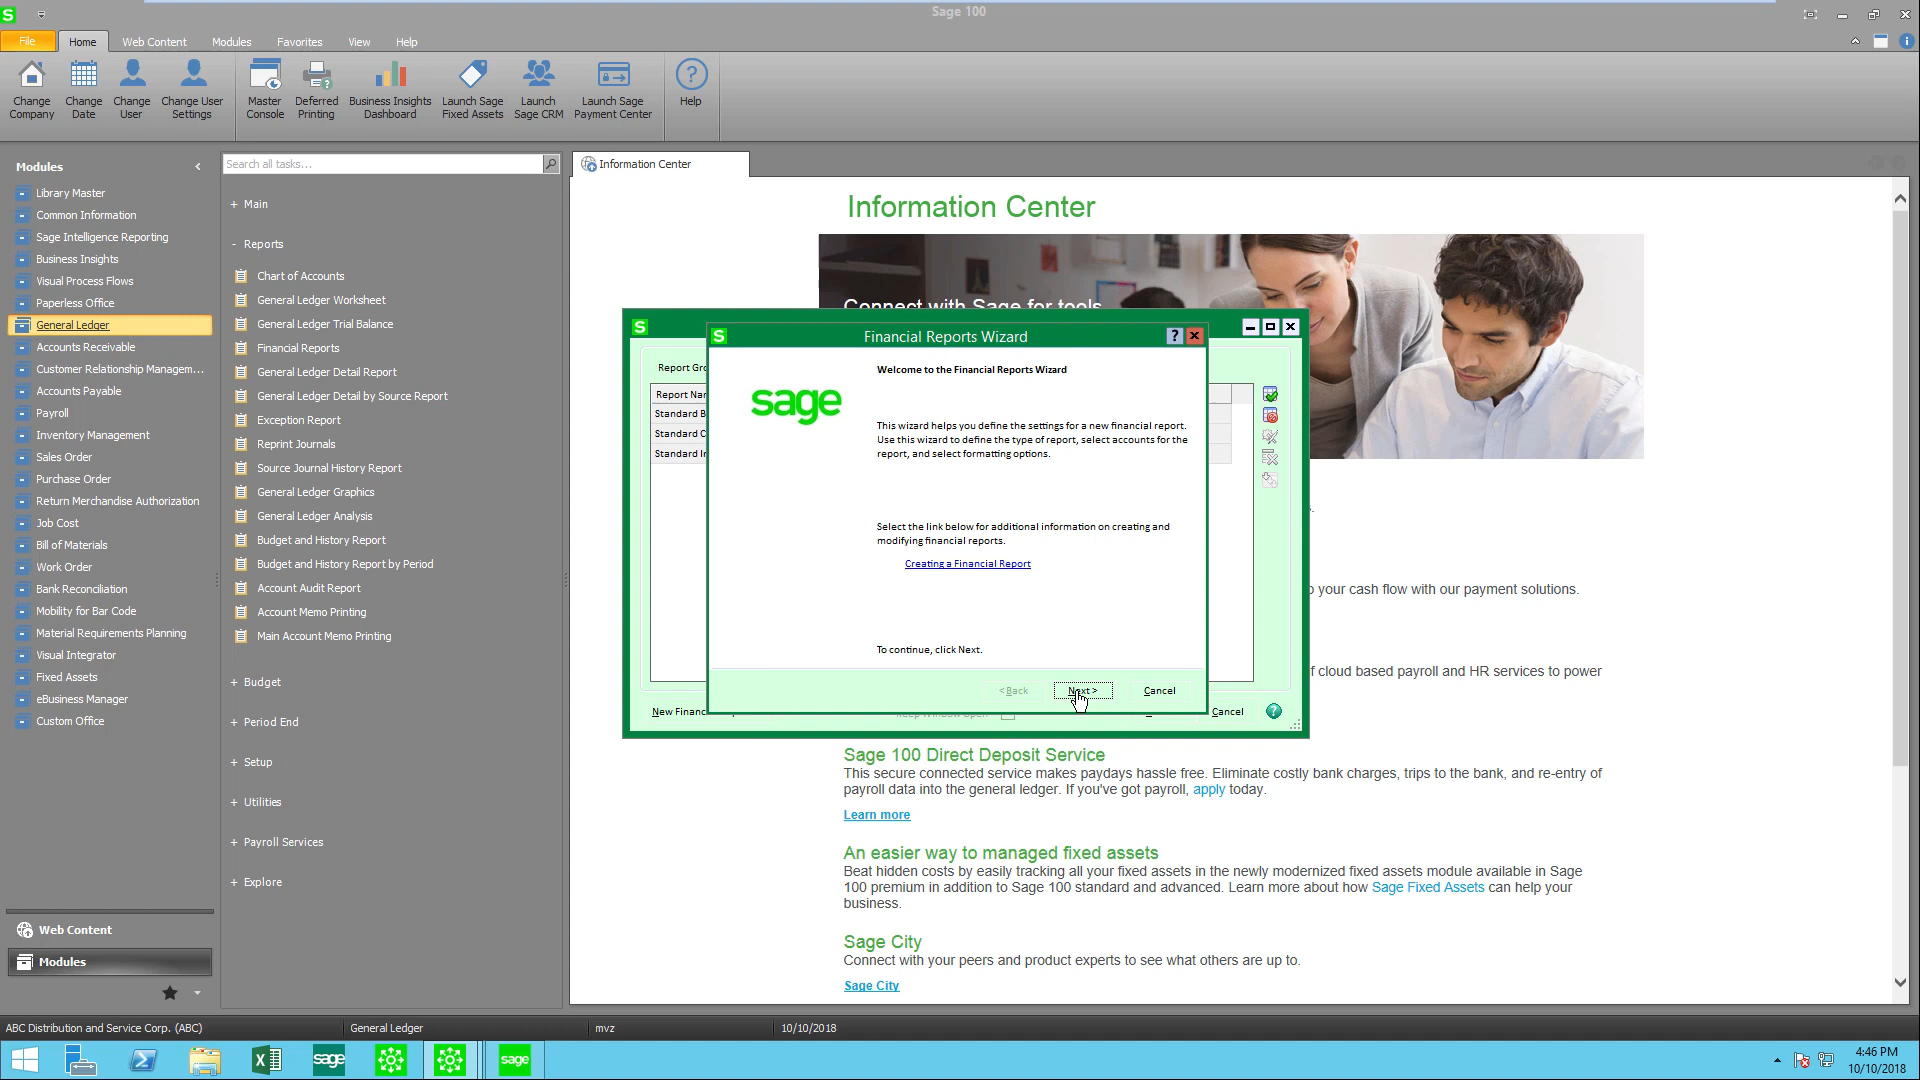 S
Sage 100
File
Home
Web Content
Modules
Favorites
View
Help
i
Change Company
Change Date
Change User
Change User Settings
Master Console
Deferred Printing
Business Insights Dashboard
Launch Sage Fixed Assets
Launch Sage CRM
Launch Sage Payment Center
Help
Modules
Library Master
Common Information
Sage Intelligence Reporting
Business Insights
Visual Process Flows
Paperless Office
General Ledger
Accounts Receivable
Customer Relationship Managem...
Accounts Payable
Payroll
Inventory Management
Sales Order
Purchase Order
Return Merchandise Authorization
Job Cost
Bill of Materials
Work Order
Bank Reconciliation
Mobility for Bar Code
Material Requirements Planning
Visual Integrator
Fixed Assets
eBusiness Manager
Custom Office
Web Content
Modules
Search all tasks...
+ Main
- Reports
Chart of Accounts
General Ledger Worksheet
General Ledger Trial Balance
Financial Reports
General Ledger Detail Report
General Ledger Detail by Source Report
Exception Report
Reprint Journals
Source Journal History Report
General Ledger Graphics
General Ledger Analysis
Budget and History Report
Budget and History Report by Period
Account Audit Report
Account Memo Printing
Main Account Memo Printing
+ Budget
+ Period End
+ Setup
+ Utilities
+ Payroll Services
+ Explore
Information Center
Information Center
Connect with Sage for tools
S
Report Gro
Report Nar
Standard B
Standard C
Standard In
New Financ
Cancel
?
S
Financial Reports Wizard
?
sage
Welcome to the Financial Reports Wizard
This wizard helps you define the settings for a new financial report.
Use this wizard to define the type of report, select accounts for the
report, and select formatting options.
Select the link below for additional information on creating and
modifying financial reports.
Creating a Financial Report
To continue, click Next.
< Back
Next >
Cancel
your cash flow with our payment solutions.
f cloud based payroll and HR services to power
Sage 100 Direct Deposit Service
This secure connected service makes paydays hassle free. Eliminate costly bank charges, trips to the bank, and re-entry of
payroll data into the general ledger. If you've got payroll, apply today.
Learn more
An easier way to managed fixed assets
Beat hidden costs by easily tracking all your fixed assets in the newly modernized fixed assets module available in Sage
100 premium in addition to Sage 100 standard and advanced. Learn more about how Sage Fixed Assets can help your
business.
Sage City
Connect with your peers and product experts to see what others are up to.
Sage City
ABC Distribution and Service Corp. (ABC)
General Ledger
mvz
10/10/2018
sage
sage
4:46 PM
10/10/2018